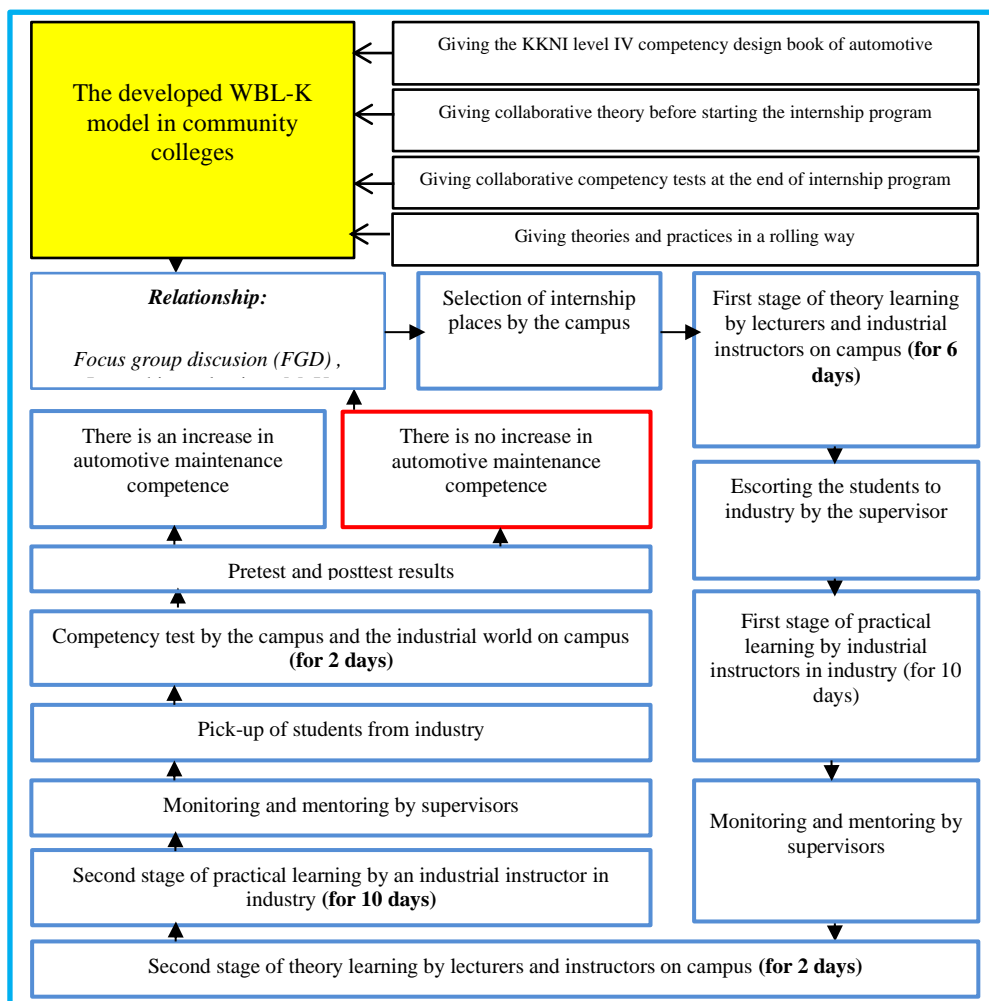 The developed WBL-K
model in community
colleges
Giving the KKNI level IV competency design book of automotive
Giving collaborative theory before starting the internship program
Giving collaborative competency tests at the end of internship program
Giving theories and practices in a rolling way
Relationship:
Focus group discusion (FGD) ,
Selection of internship
places by the campus
First stage of theory learning
by lecturers and industrial
instructors on campus (for 6
days)
There is an increase in
automotive maintenance
competence
There is no increase in
automotive maintenance
competence
Escorting the students to
industry by the supervisor
Pretest and posttest results
Competency test by the campus and the industrial world on campus
(for 2 days)
First stage of practical
learning by industrial
instructors in industry (for 10
days)
Pick-up of students from industry
Monitoring and mentoring by supervisors
Monitoring and mentoring by
supervisors
Second stage of practical learning by an industrial instructor in
industry (for 10 days)
Second stage of theory learning by lecturers and instructors on campus (for 2 days)